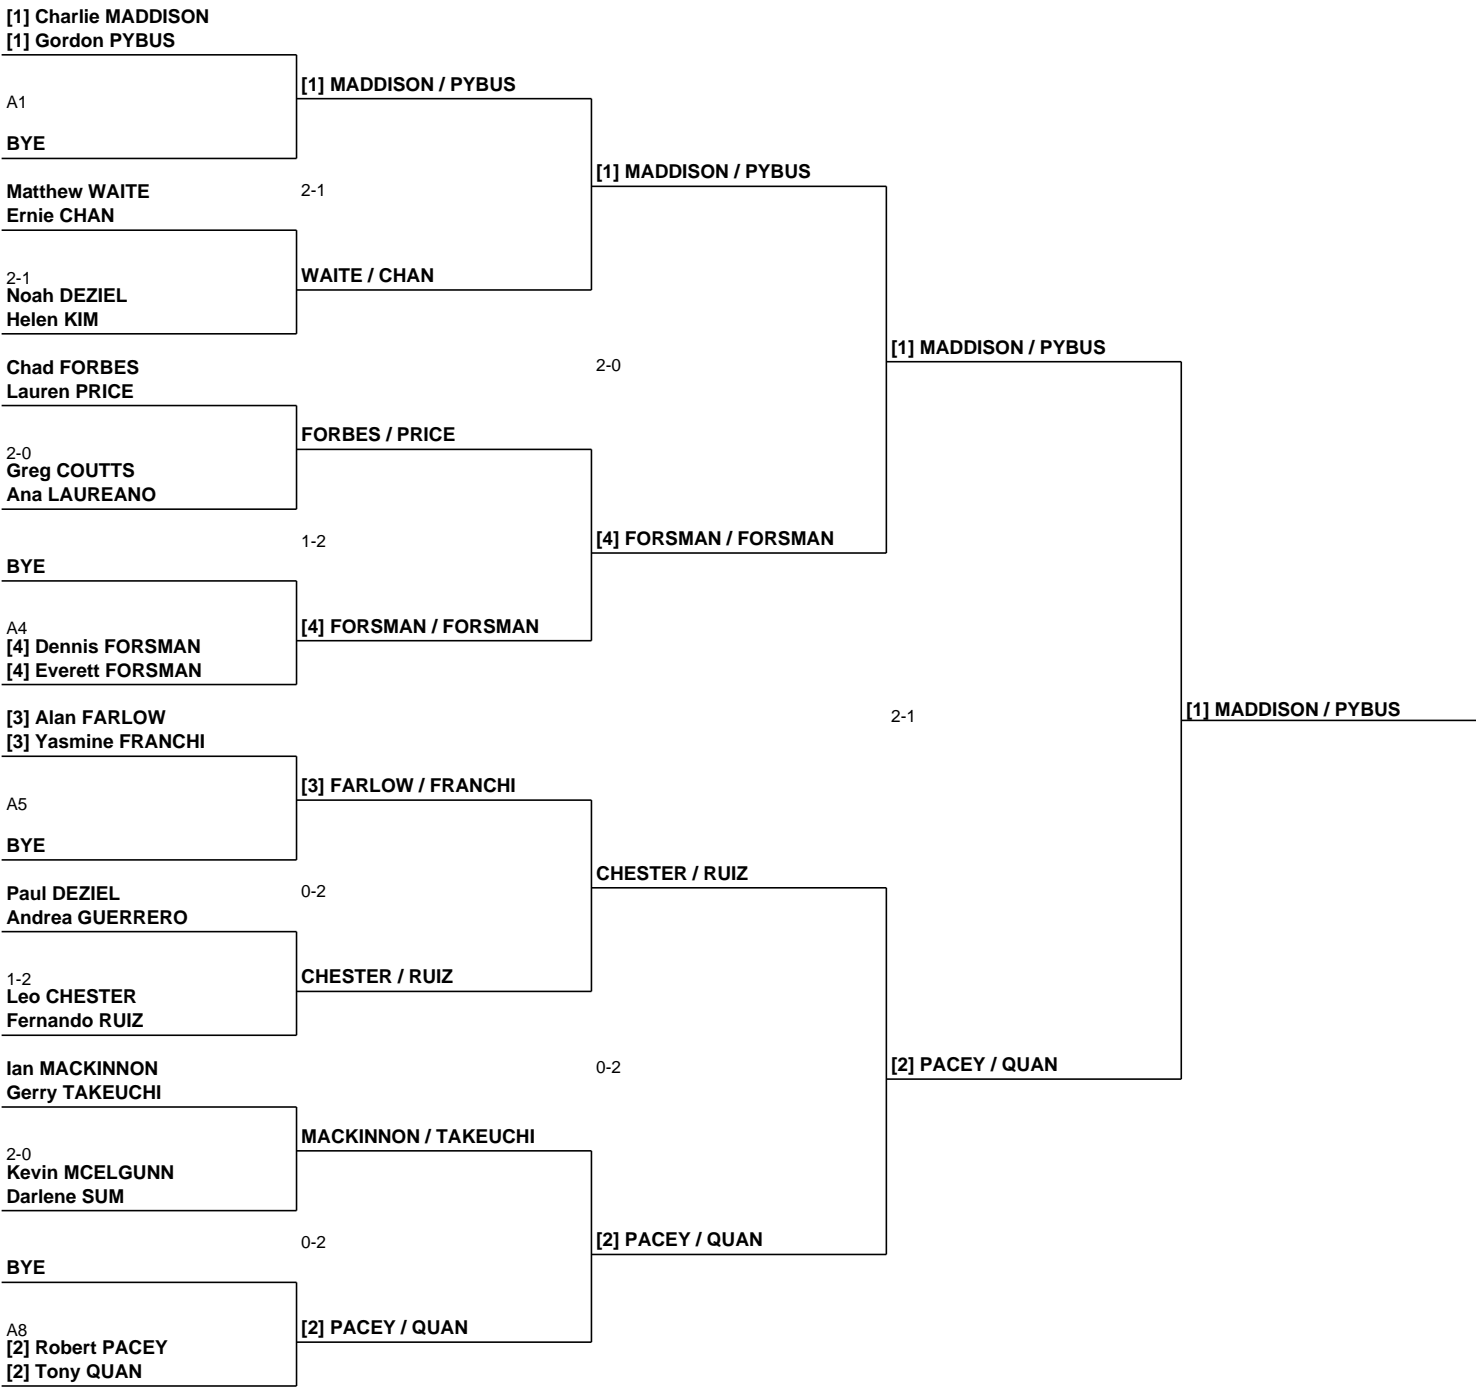 [1] Charlie MADDISON
[1] Gordon PYBUS
A1
BYE
Matthew WAITE
Ernie CHAN
2-1
Noah DEZIEL
Helen KIM
Chad FORBES
Lauren PRICE
2-0
Greg COUTTS
Ana LAUREANO
BYE
A4
[4] Dennis FORSMAN
[4] Everett FORSMAN
[3] Alan FARLOW
[3] Yasmine FRANCHI
A5
BYE
Paul DEZIEL
Andrea GUERRERO
1-2
Leo CHESTER
Fernando RUIZ
Ian MACKINNON
Gerry TAKEUCHI
2-0
Kevin MCELGUNN
Darlene SUM
BYE
A8
[2] Robert PACEY
[2] Tony QUAN
[1] MADDISON / PYBUS
2-1
WAITE / CHAN
FORBES / PRICE
1-2
[4] FORSMAN / FORSMAN
[3] FARLOW / FRANCHI
0-2
CHESTER / RUIZ
MACKINNON / TAKEUCHI
0-2
[2] PACEY / QUAN
[1] MADDISON / PYBUS
2-0
[4] FORSMAN / FORSMAN
CHESTER / RUIZ
0-2
[2] PACEY / QUAN
[1] MADDISON / PYBUS
2-1
[2] PACEY / QUAN
[1] MADDISON / PYBUS